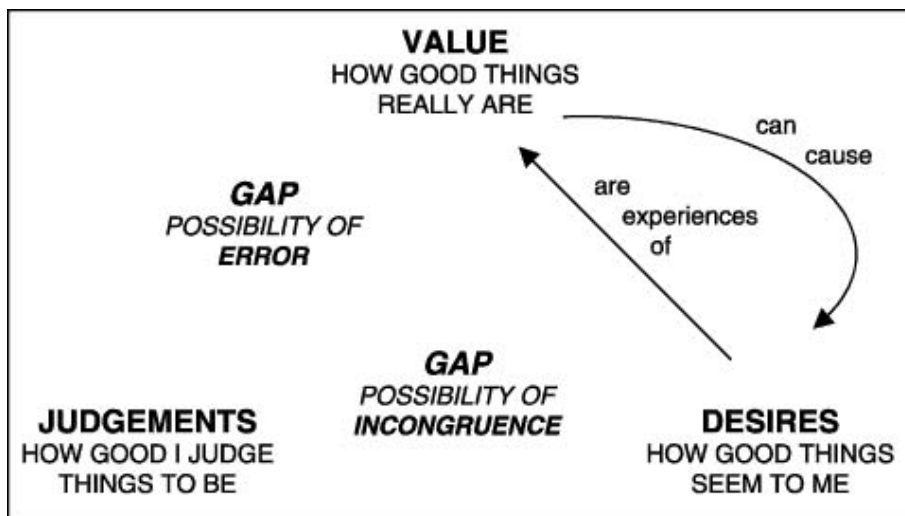 VALUE
HOW GOOD THINGS
REALLY ARE
can
cause
are
experiences
of
GAP
POSSIBILITY OF
ERROR
GAP
POSSIBILITY OF
INCONGRUENCE
JUDGEMENTS
HOW GOOD I JUDGE
THINGS TO BE
DESIRES
HOW GOOD THINGS
SEEM TO ME